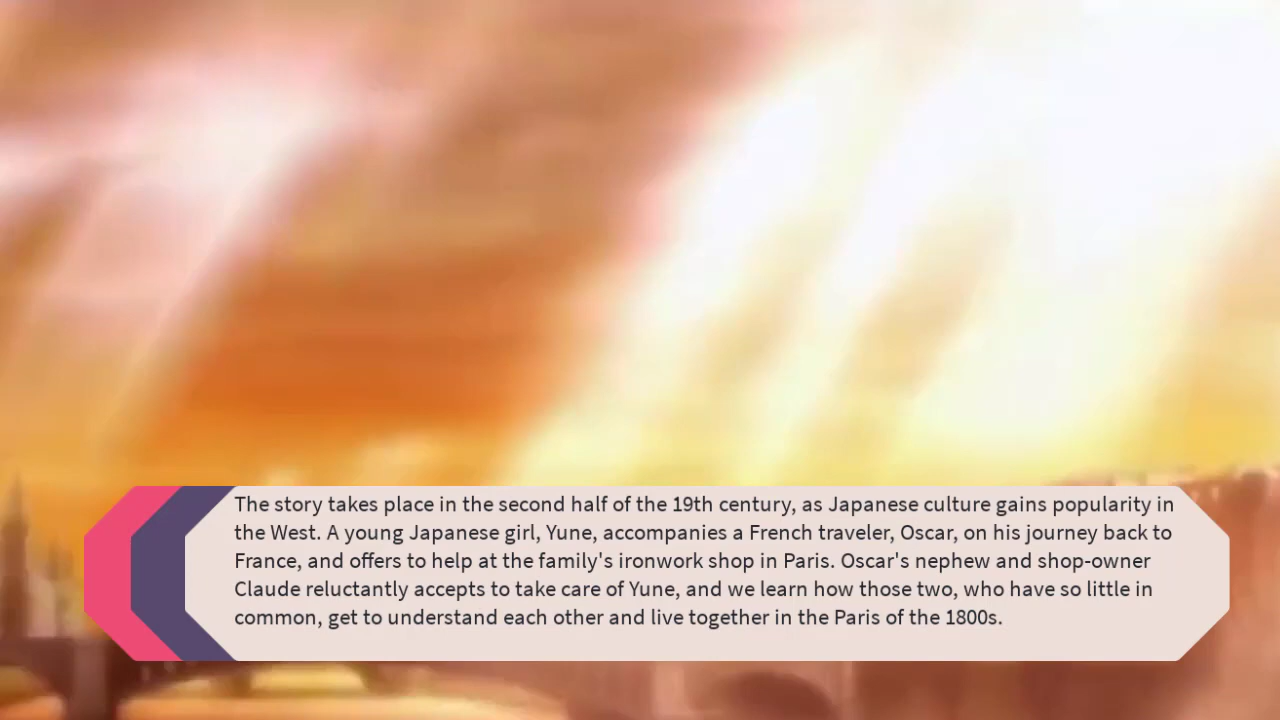 The story takes place in the second half of the 19th century, as Japanese culture gains popularity in
the West. A young Japanese girl, Yune, accompanies a French traveler, Oscar, on his journey back to
France, and offers to help at the family's ironwork shop in Paris. Oscar's nephew and shop-owner
Claude reluctantly accepts to take care of Yune, and we learn how those two, who have so little in
common, get to understand each other and live together in the Paris of the 1800s.